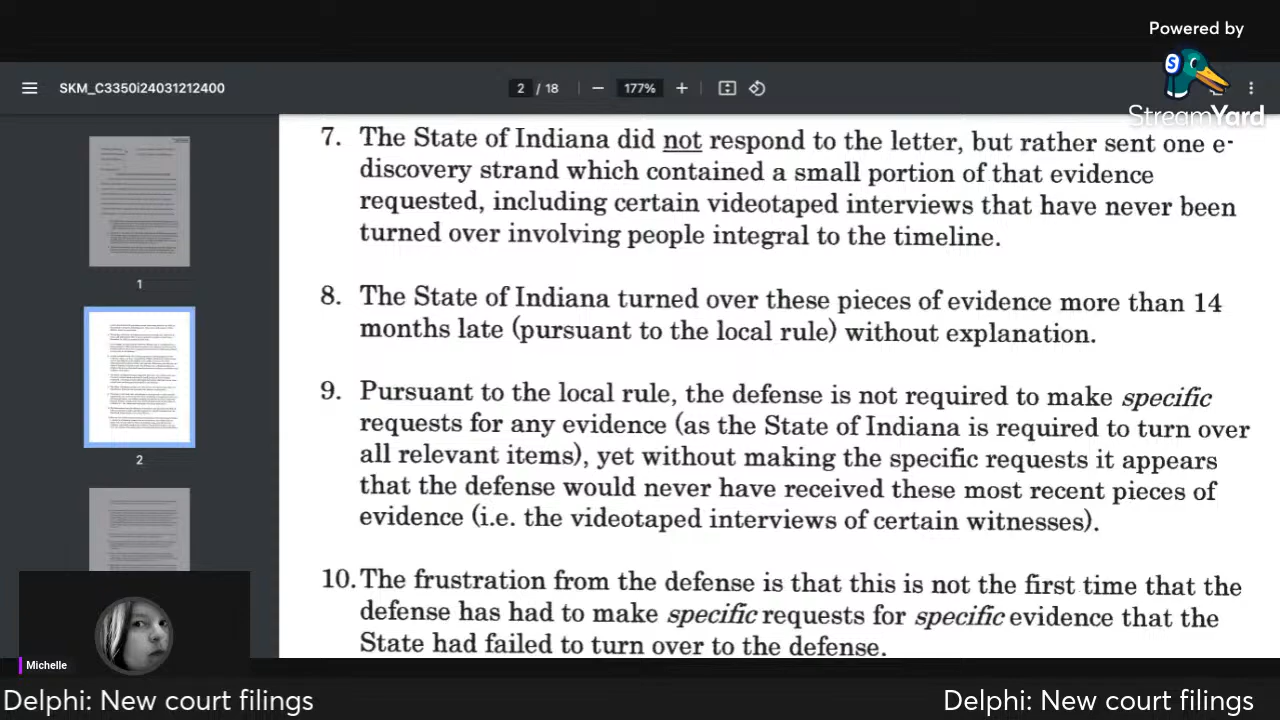 Powered by
StreamYard
SKM_C3350i24031212400
2 / 18
177%
7. The State of Indiana did not respond to the letter, but rather sent one e-
discovery strand which contained a small portion of that evidence
requested, including certain videotaped interviews that have never been
turned over involving people integral to the timeline.
8. The State of Indiana turned over these pieces of evidence more than 14
months late (pursuant to the local rule) without explanation.
9. Pursuant to the local rule, the defense is not required to make specific
requests for any evidence (as the State of Indiana is required to turn over
all relevant items), yet without making the specific requests it appears
that the defense would never have received these most recent pieces of
evidence (i.e. the videotaped interviews of certain witnesses).
10. The frustration from the defense is that this is not the first time that the
defense has had to make specific requests for specific evidence that the
State had failed to turn over to the defense.
1
2
Michelle
Delphi: New court filings
Delphi: New court filings